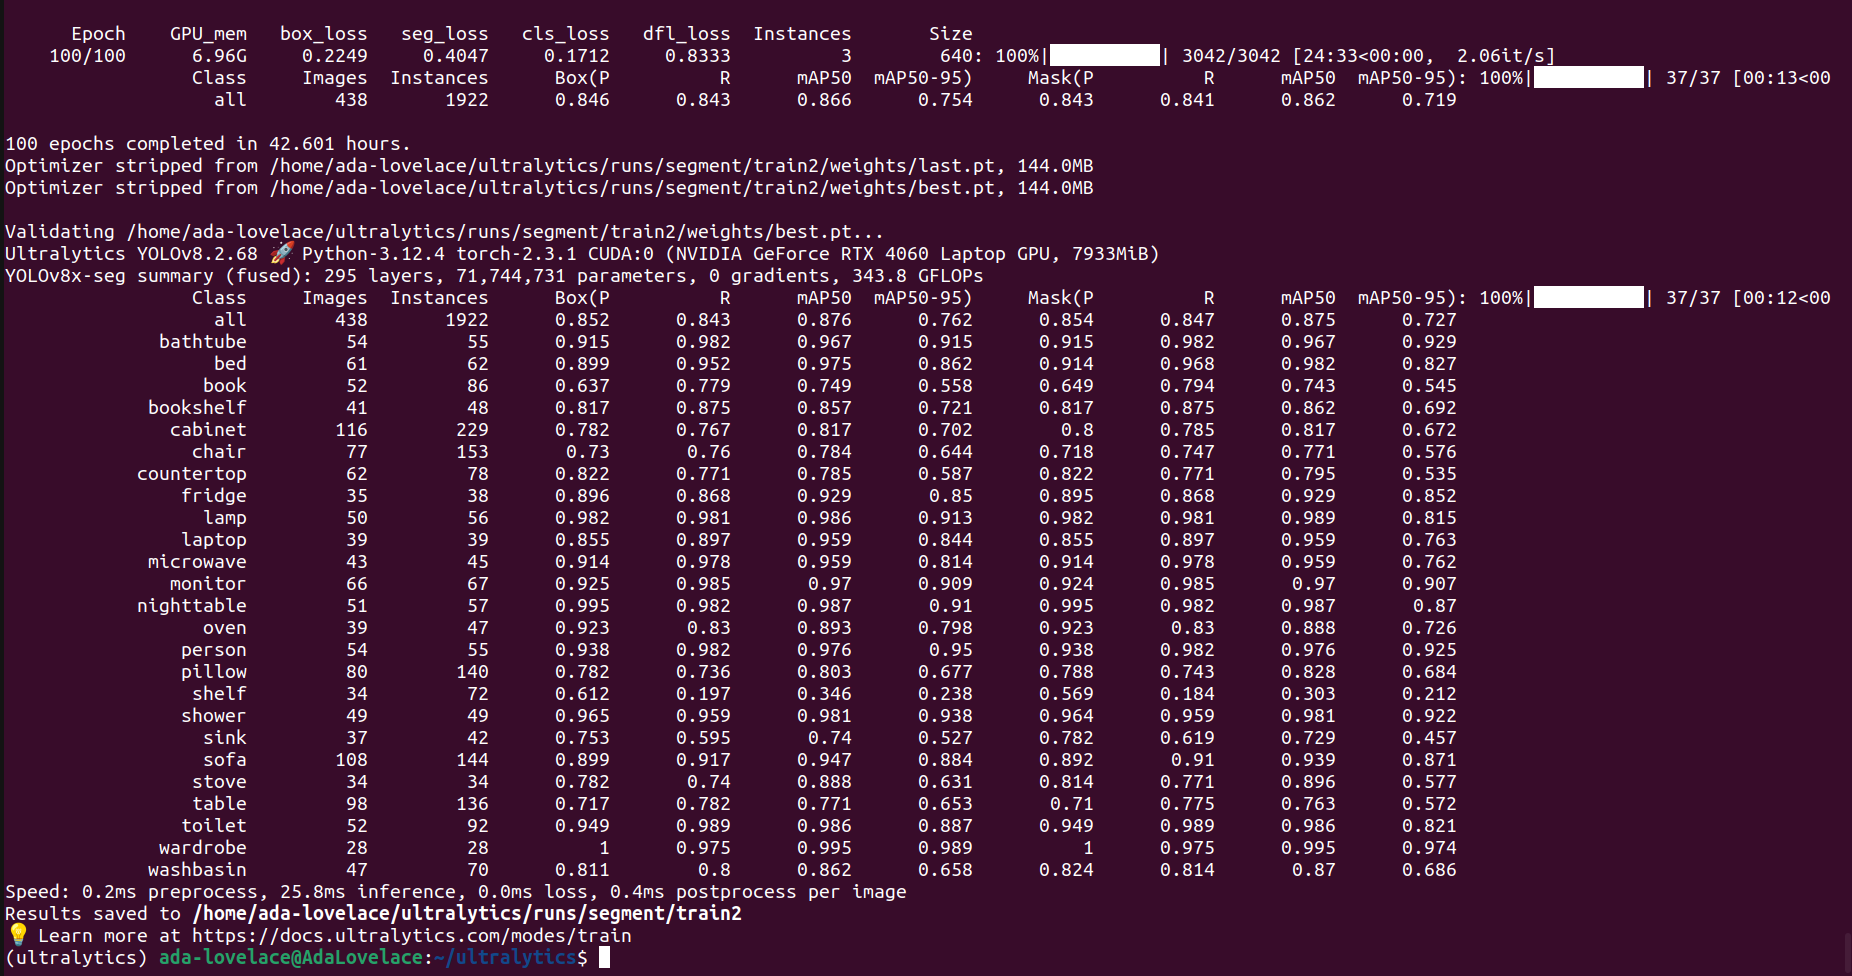 Epoch GPU_mem box_loss seg_loss cls_loss dfl_loss Instances Size
100/100 6.96G 0.2249 0.4047 0.1712 0.8333 3 640: 100%|██████████| 3042/3042 [24:33<00:00, 2.06it/s]
Class Images Instances Box(P R mAP50 mAP50-95) Mask(P R mAP50 mAP50-95): 100%|██████████| 37/37 [00:13<00
all 438 1922 0.846 0.843 0.866 0.754 0.843 0.841 0.862 0.719
100 epochs completed in 42.601 hours.
Optimizer stripped from /home/ada-lovelace/ultralytics/runs/segment/train2/weights/last.pt, 144.0MB
Optimizer stripped from /home/ada-lovelace/ultralytics/runs/segment/train2/weights/best.pt, 144.0MB
Validating /home/ada-lovelace/ultralytics/runs/segment/train2/weights/best.pt...
Ultralytics YOLOv8.2.68 🚀 Python-3.12.4 torch-2.3.1 CUDA:0 (NVIDIA GeForce RTX 4060 Laptop GPU, 7933MiB)
YOLOv8x-seg summary (fused): 295 layers, 71,744,731 parameters, 0 gradients, 343.8 GFLOPs
Class Images Instances Box(P R mAP50 mAP50-95) Mask(P R mAP50 mAP50-95): 100%|██████████| 37/37 [00:12<00
all 438 1922 0.852 0.843 0.876 0.762 0.854 0.847 0.875 0.727
bathtube 54 55 0.915 0.982 0.967 0.915 0.915 0.982 0.967 0.929
bed 61 62 0.899 0.952 0.975 0.862 0.914 0.968 0.982 0.827
book 52 86 0.637 0.779 0.749 0.558 0.649 0.794 0.743 0.545
bookshelf 41 48 0.817 0.875 0.857 0.721 0.817 0.875 0.862 0.692
cabinet 116 229 0.782 0.767 0.817 0.702 0.8 0.785 0.817 0.672
chair 77 153 0.73 0.76 0.784 0.644 0.718 0.747 0.771 0.576
countertop 62 78 0.822 0.771 0.785 0.587 0.822 0.771 0.795 0.535
fridge 35 38 0.896 0.868 0.929 0.85 0.895 0.868 0.929 0.852
lamp 50 56 0.982 0.981 0.986 0.913 0.982 0.981 0.989 0.815
laptop 39 39 0.855 0.897 0.959 0.844 0.855 0.897 0.959 0.763
microwave 43 45 0.914 0.978 0.959 0.814 0.914 0.978 0.959 0.762
monitor 66 67 0.925 0.985 0.97 0.909 0.924 0.985 0.97 0.907
nighttable 51 57 0.995 0.982 0.987 0.91 0.995 0.982 0.987 0.87
oven 39 47 0.923 0.83 0.893 0.798 0.923 0.83 0.888 0.726
person 54 55 0.938 0.982 0.976 0.95 0.938 0.982 0.976 0.925
pillow 80 140 0.782 0.736 0.803 0.677 0.788 0.743 0.828 0.684
shelf 34 72 0.612 0.197 0.346 0.238 0.569 0.184 0.303 0.212
shower 49 49 0.965 0.959 0.981 0.938 0.964 0.959 0.981 0.922
sink 37 42 0.753 0.595 0.74 0.527 0.782 0.619 0.729 0.457
sofa 108 144 0.899 0.917 0.947 0.884 0.892 0.91 0.939 0.871
stove 34 34 0.782 0.74 0.888 0.631 0.814 0.771 0.896 0.577
table 98 136 0.717 0.782 0.771 0.653 0.71 0.775 0.763 0.572
toilet 52 92 0.949 0.989 0.986 0.887 0.949 0.989 0.986 0.821
wardrobe 28 28 1 0.975 0.995 0.989 1 0.975 0.995 0.974
washbasin 47 70 0.811 0.8 0.862 0.658 0.824 0.814 0.87 0.686
Speed: 0.2ms preprocess, 25.8ms inference, 0.0ms loss, 0.4ms postprocess per image
Results saved to /home/ada-lovelace/ultralytics/runs/segment/train2
💡 Learn more at https://docs.ultralytics.com/modes/train
(ultralytics) ada-lovelace@AdaLovelace:~/ultralytics$